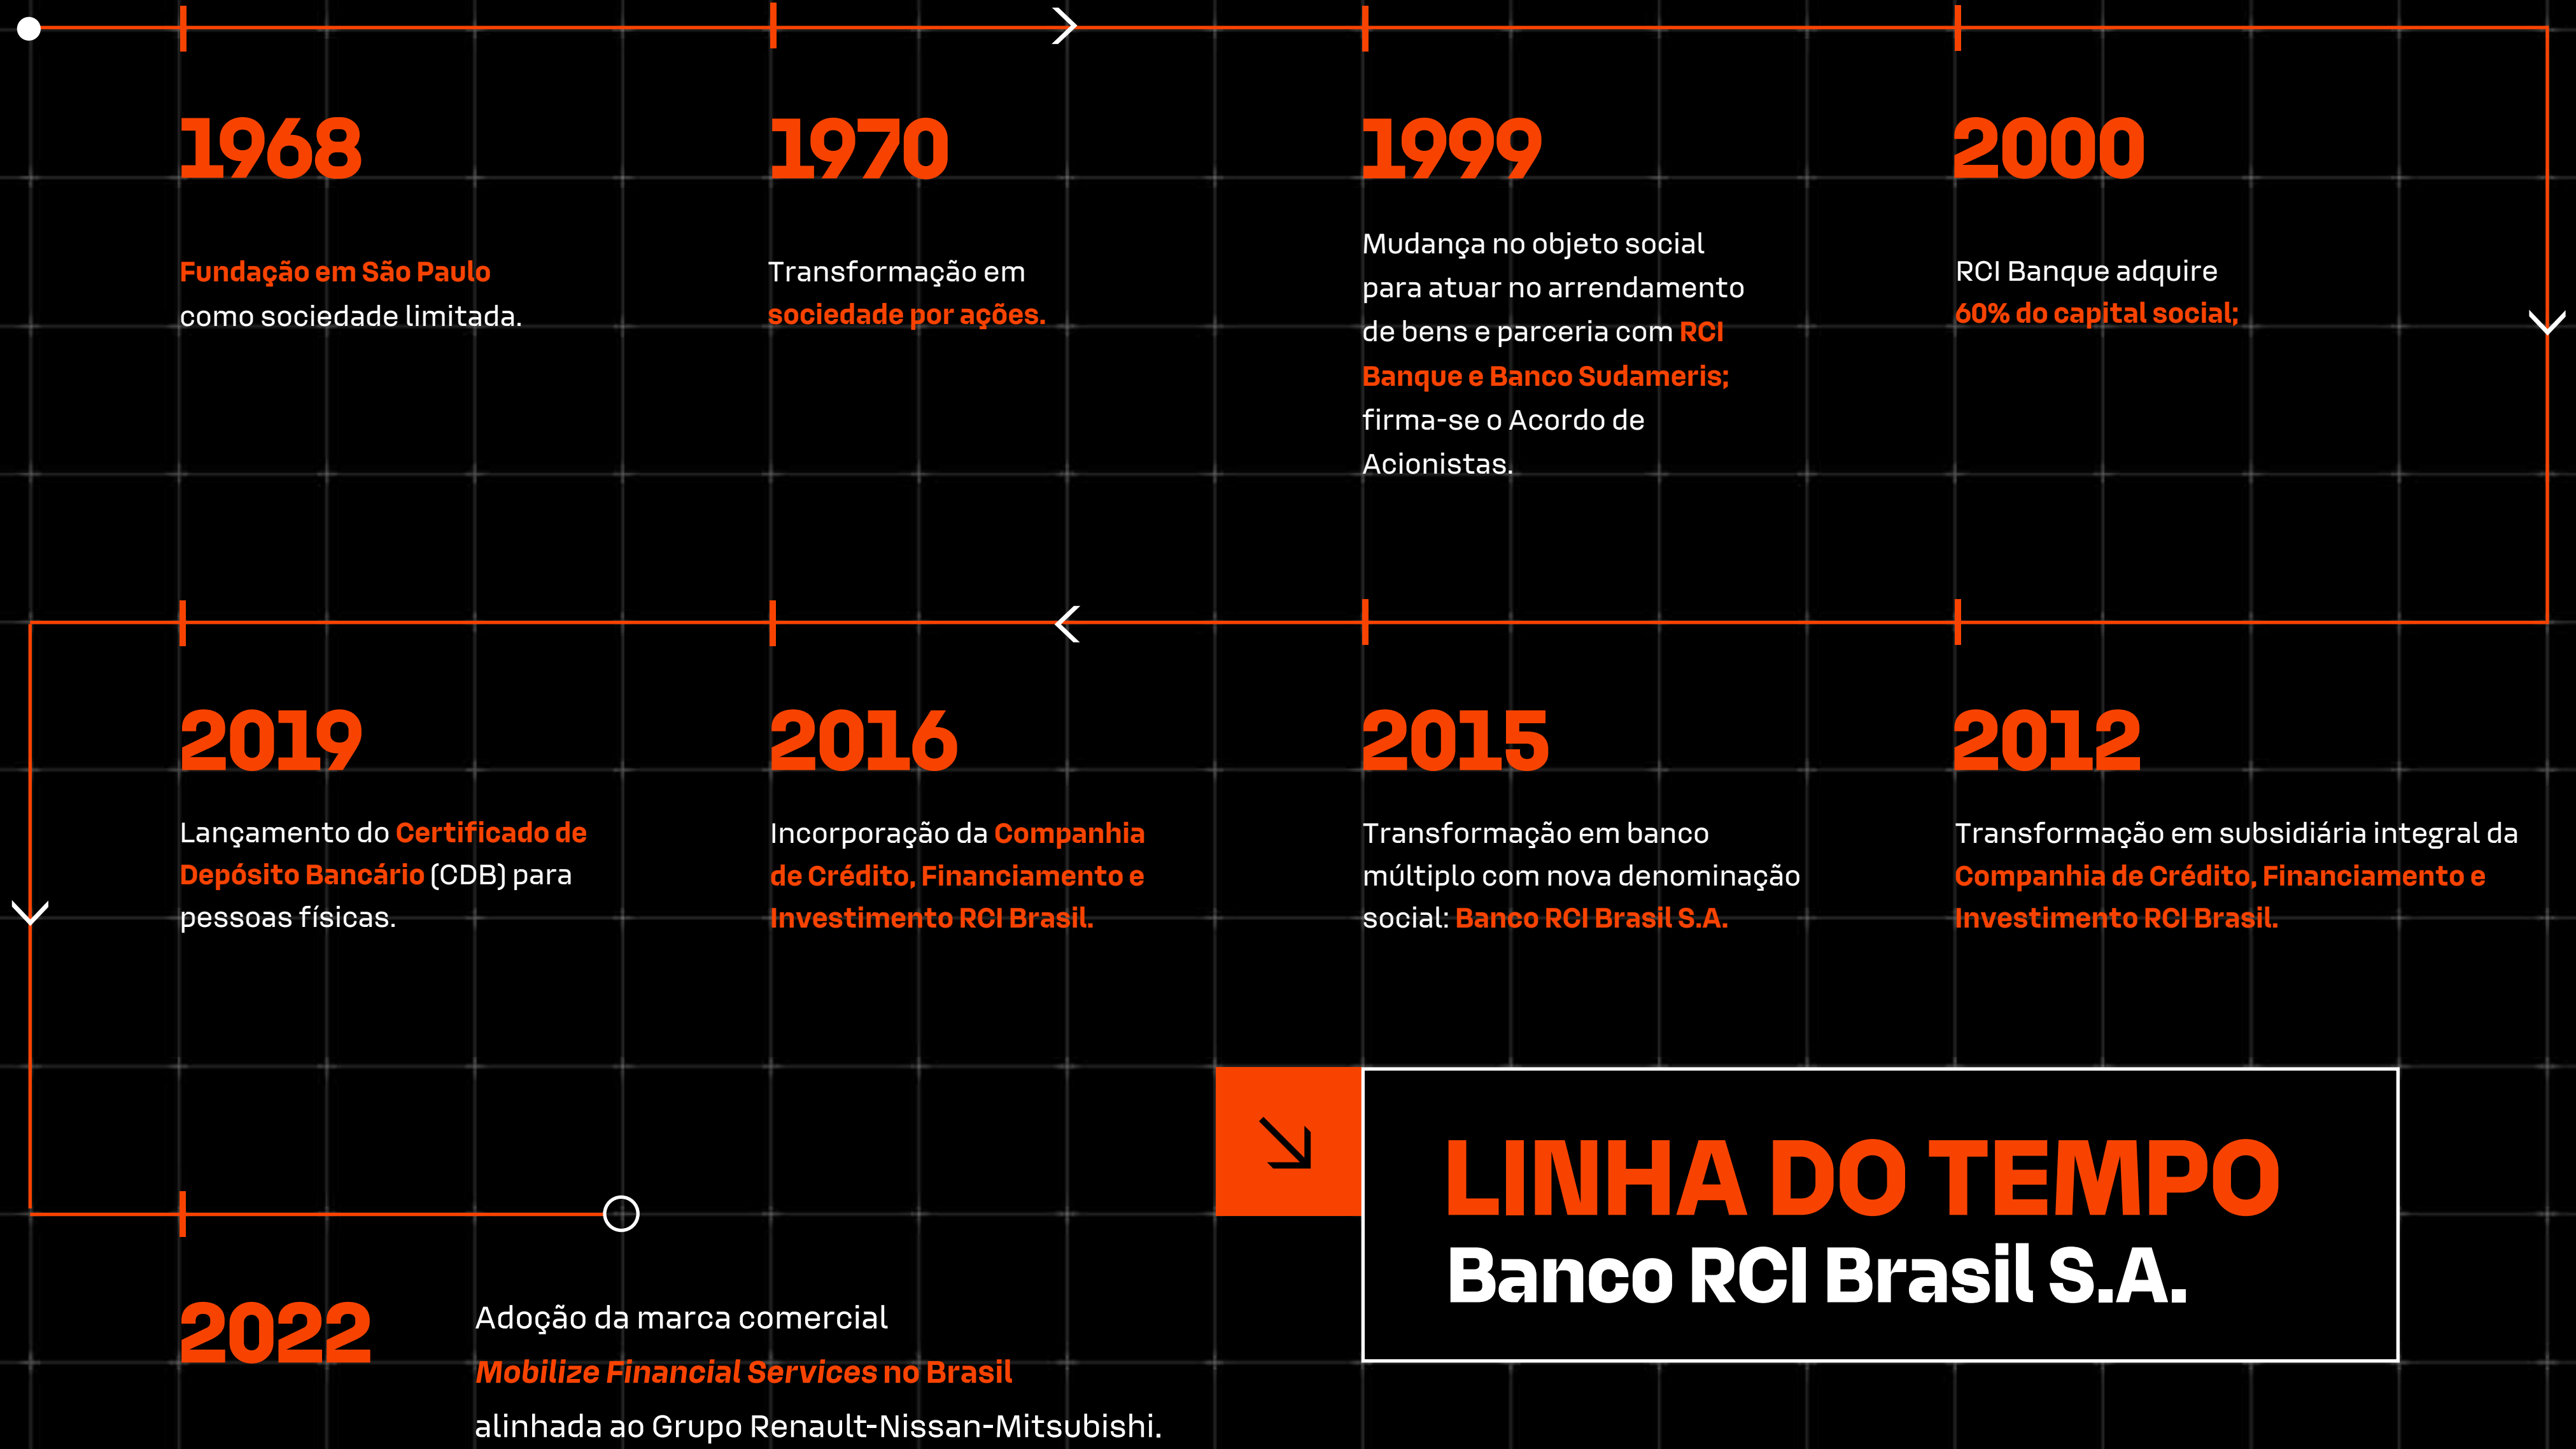 1968
Fundação em São Paulo
como sociedade limitada.
1970
Transformação em
sociedade por ações.
1999
Mudança no objeto social
para atuar no arrendamento
de bens e parceria com RCI
Banque e Banco Sudameris;
firma-se o Acordo de
Acionistas.
2000
RCI Banque adquire
60% do capital social;
2012
Transformação em subsidiária integral da
Companhia de Crédito, Financiamento e
Investimento RCI Brasil.
2015
Transformação em banco
múltiplo com nova denominação
social: Banco RCI Brasil S.A.
2016
Incorporação da Companhia
de Crédito, Financiamento e
Investimento RCI Brasil.
2019
Lançamento do Certificado de
Depósito Bancário (CDB) para
pessoas físicas.
2022
Adoção da marca comercial
Mobilize Financial Services no Brasil
alinhada ao Grupo Renault-Nissan-Mitsubishi.
LINHA DO TEMPO
Banco RCI Brasil S.A.